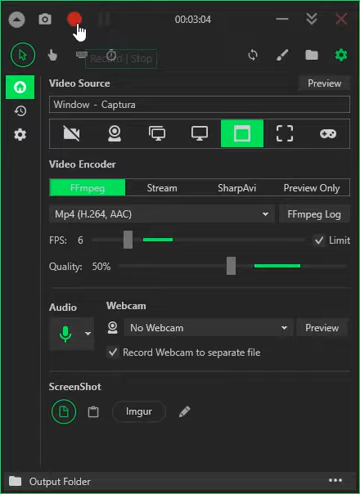 00:03:04
Record | Stop
Video Source
Preview
Window - Captura
Video Encoder
FFmpeg Stream SharpAvi Preview Only
Mp4 (H.264, AAC) FFmpeg Log
FPS: 6 Limit
Quality: 50%
Audio Webcam
No Webcam Preview
Record Webcam to separate file
ScreenShot
Imgur
Output Folder